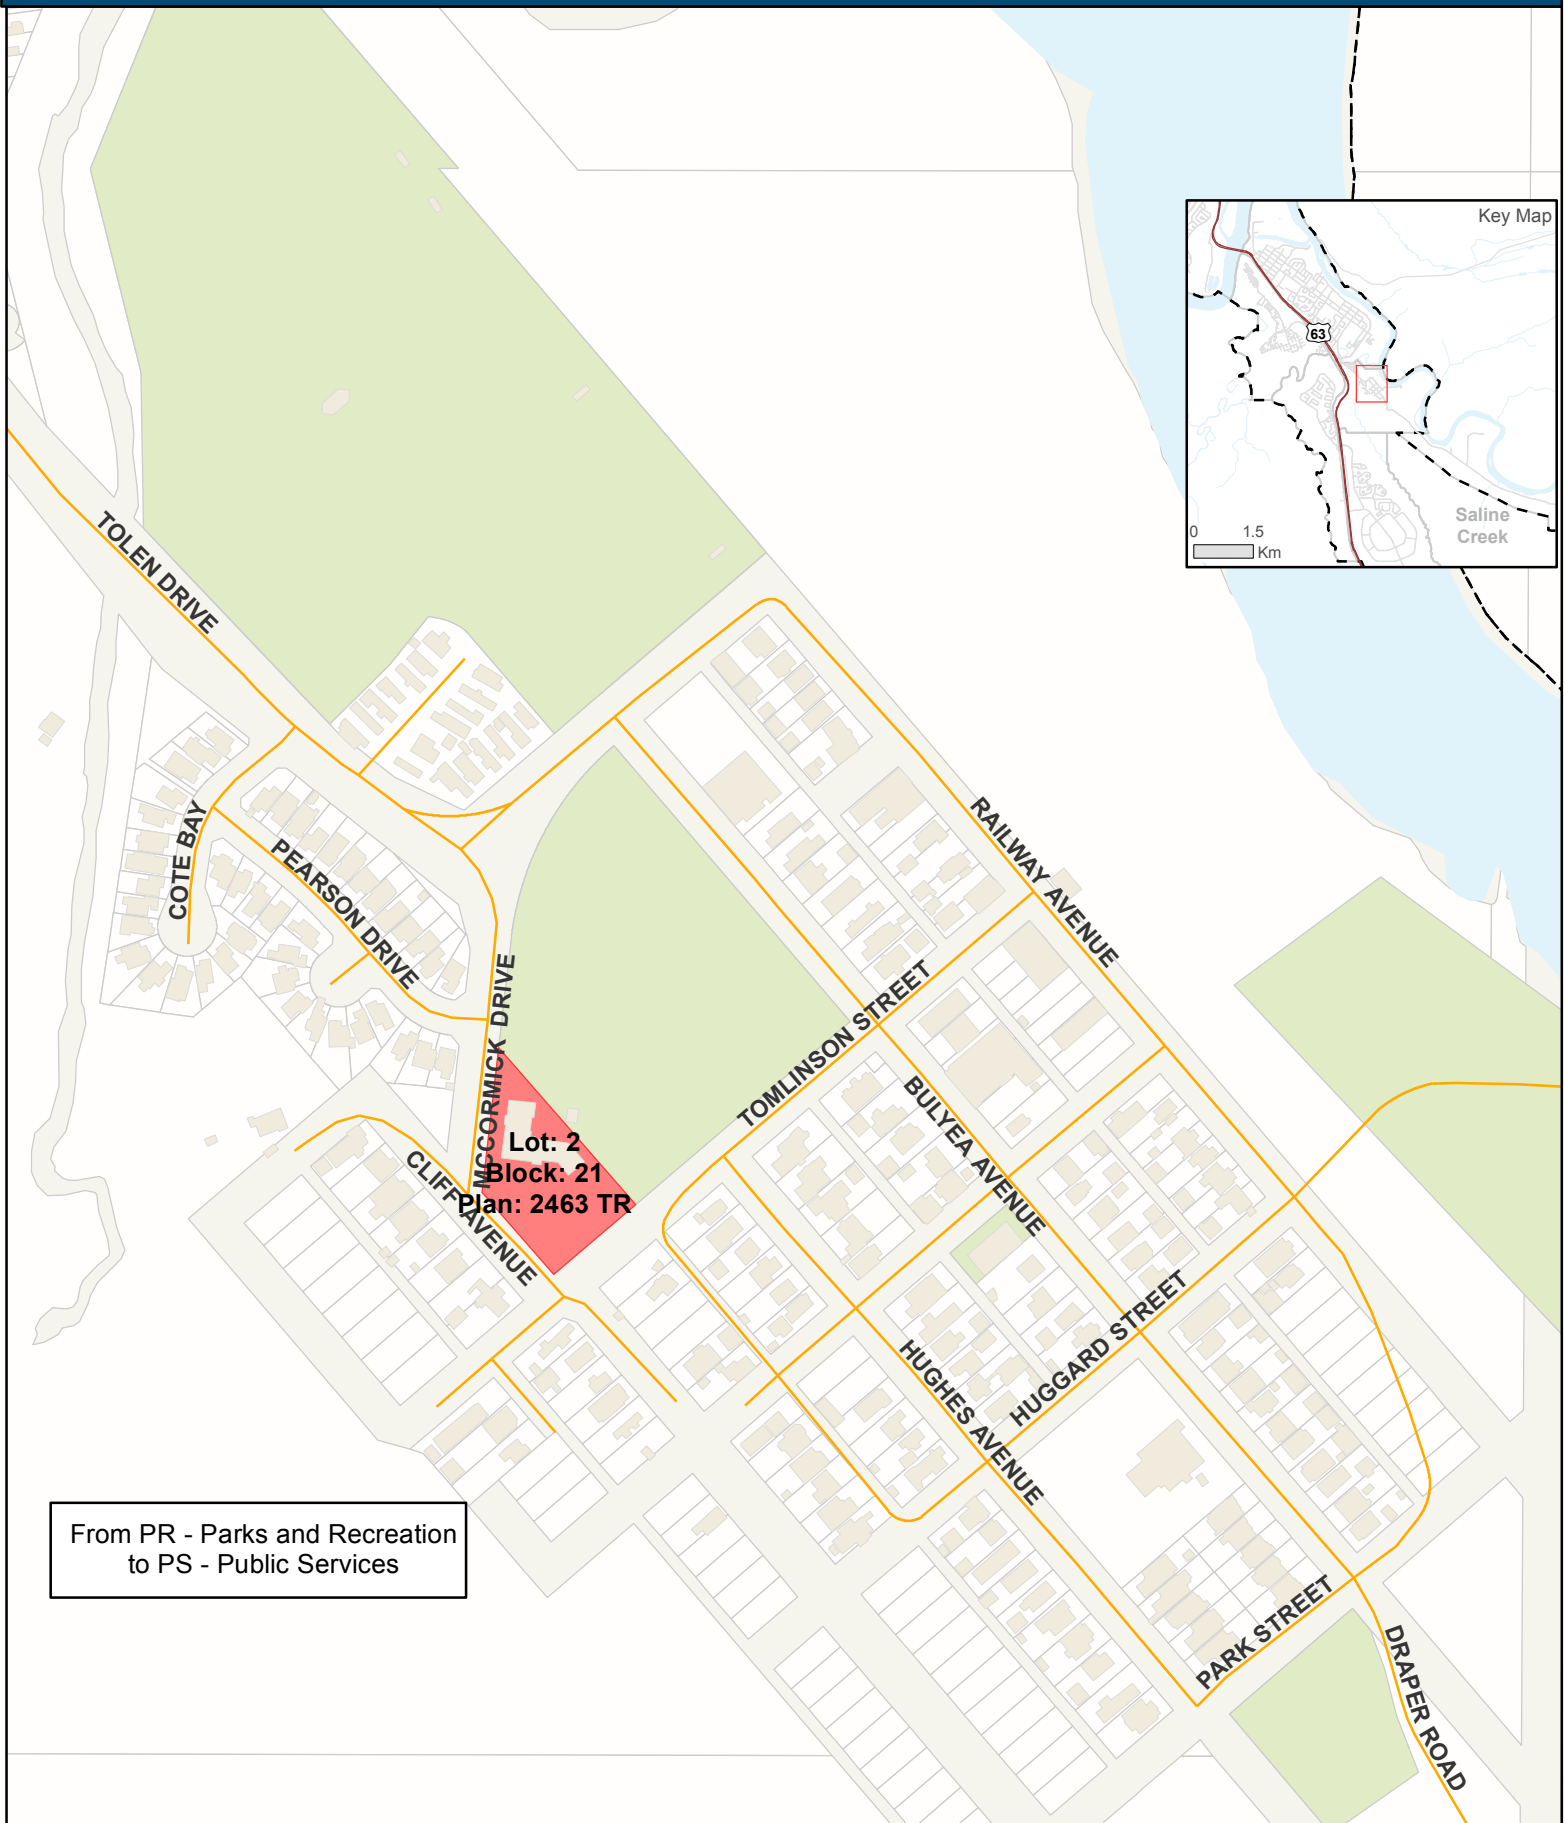 Key Map
63
Saline
Creek
0 1.5
Km
TOLEN DRIVE
COTE BAY
PEARSON DRIVE
MCCORMICK DRIVE
RAILWAY AVENUE
TOMLINSON STREET
BULYEA AVENUE
Lot: 2
Block: 21
Plan: 2463 TR
CLIFF AVENUE
HUGGARD STREET
HUGHES AVENUE
From PR - Parks and Recreation
to PS - Public Services
PARK STREET
DRAPER ROAD